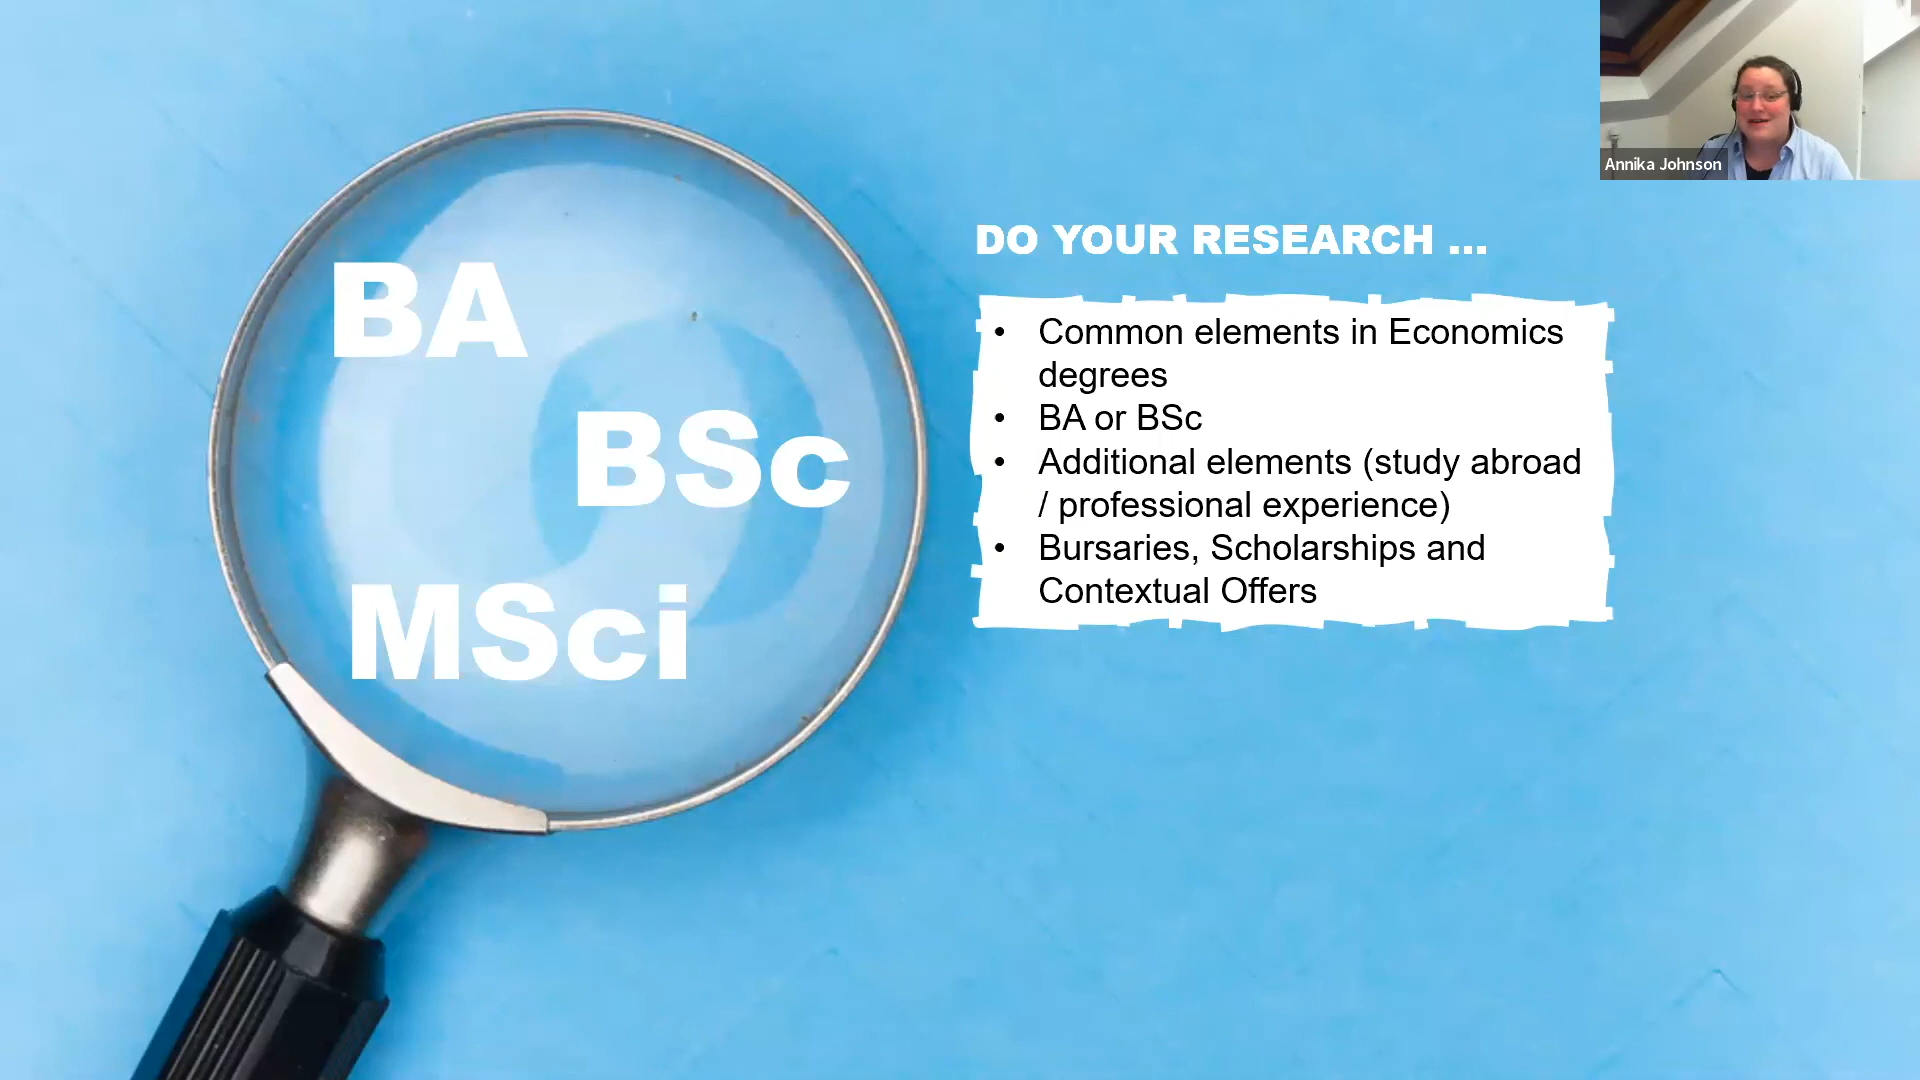 Annika Johnson
DO YOUR RESEARCH ...
BA
BSc
MSci
• Common elements in Economics
degrees
• BA or BSc
• Additional elements (study abroad
/ professional experience)
• Bursaries, Scholarships and
Contextual Offers